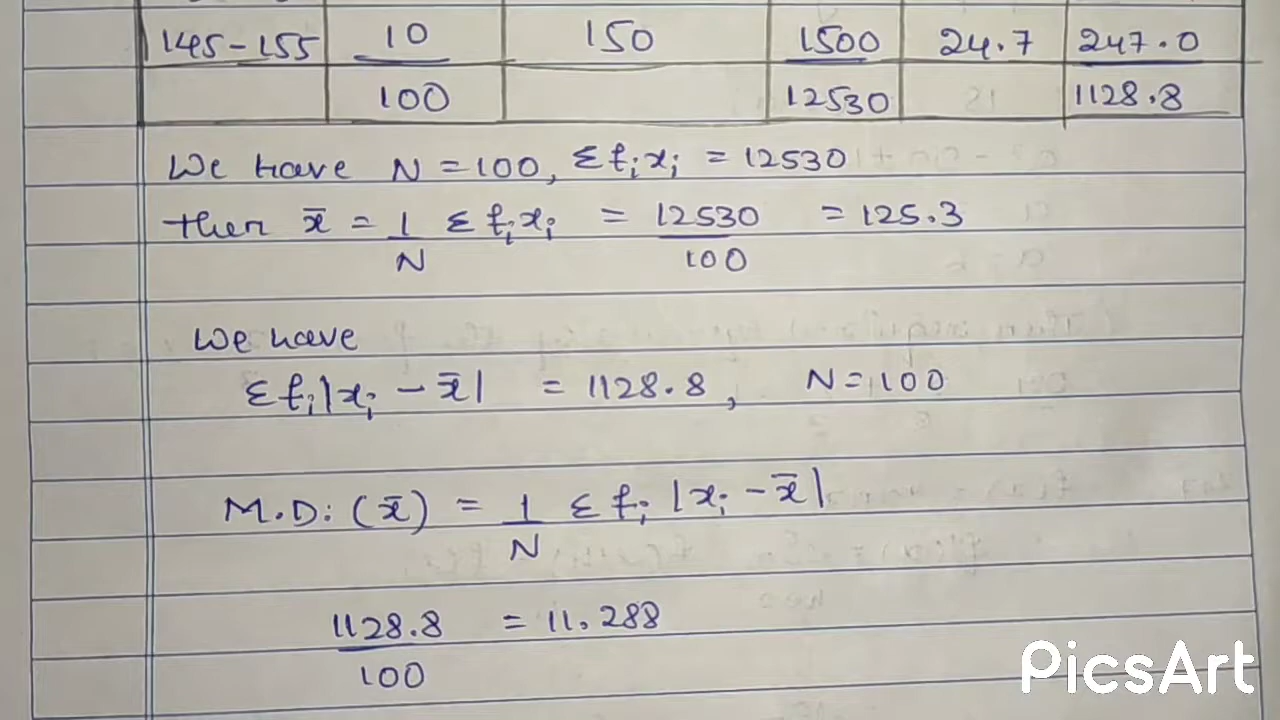 145-155 10 150 1500 24.7 247.0
100 12530 1128.8
We have N = 100, Σfᵢxᵢ = 12530
then x̄ = 1/N Σfᵢxᵢ = 12530/100 = 125.3
We have
Σfᵢ|xᵢ - x̄| = 1128.8, N = 100
M.D: (x̄) = 1/N Σfᵢ |xᵢ - x̄|
1128.8/100 = 11.288
PicsArt